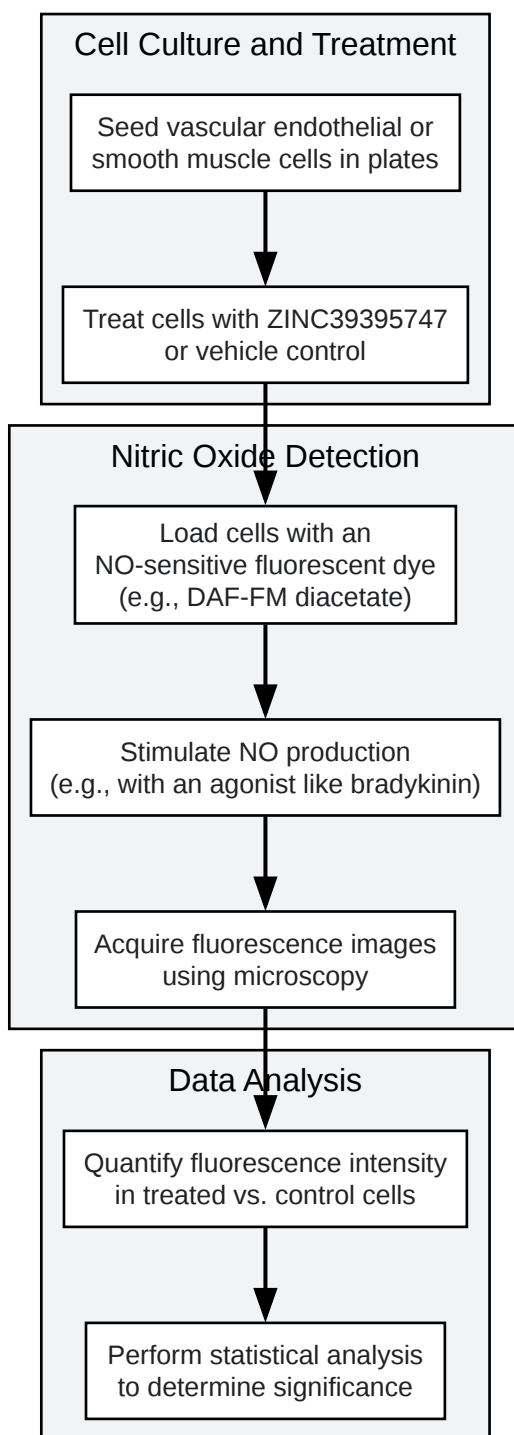 Cell Culture and Treatment
Seed vascular endothelial or
smooth muscle cells in plates
Treat cells with ZINC39395747
or vehicle control
Nitric Oxide Detection
Load cells with an
NO-sensitive fluorescent dye
(e.g., DAF-FM diacetate)
Stimulate NO production
(e.g., with an agonist like bradykinin)
Acquire fluorescence images
using microscopy
Data Analysis
Quantify fluorescence intensity
in treated vs. control cells
Perform statistical analysis
to determine significance